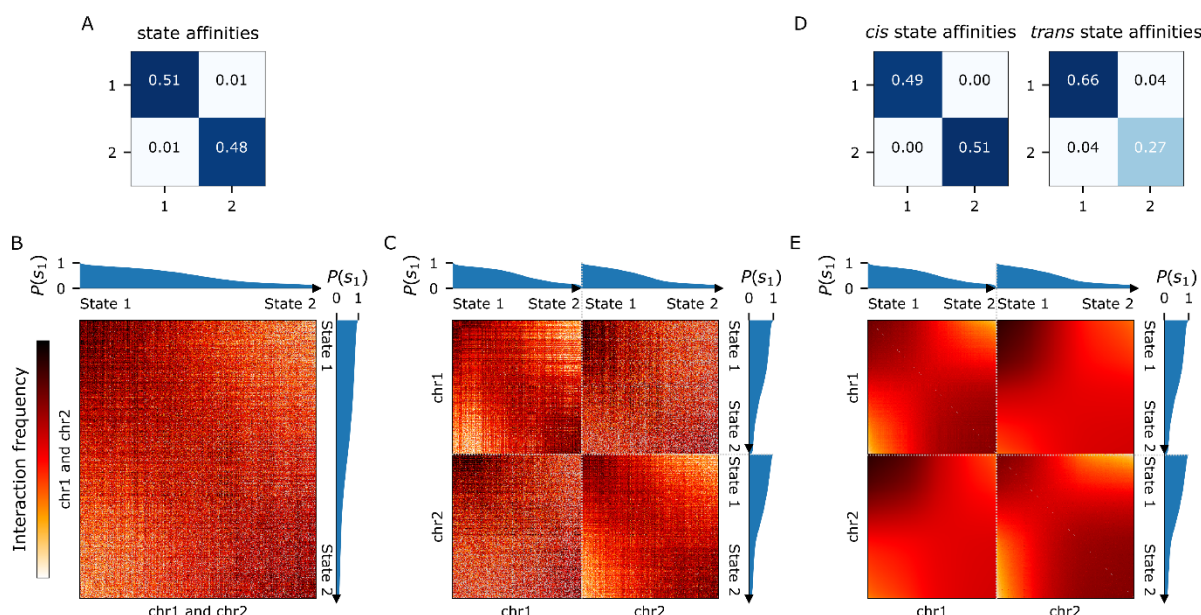 A
state affinities
1
0.51
0.01
2
0.01
0.48
1
2
D
cis state affinities
trans state affinities
1
0.49
0.00
2
0.00
0.51
1
2
1
0.66
0.04
2
0.04
0.27
1
2
B
P(s1)
1
0
State 1
State 2
P(s1)
0
1
State 1
State 2
Interaction frequency
chr1 and chr2
chr1 and chr2
C
P(s1)
1
0
State 1
State 2
State 1
State 2
P(s1)
0
1
State 1
State 2
State 1
State 2
chr1
chr2
chr1
chr2
E
P(s1)
1
0
State 1
State 2
State 1
State 2
P(s1)
0
1
State 1
State 2
State 1
State 2
chr1
chr2
chr1
chr2